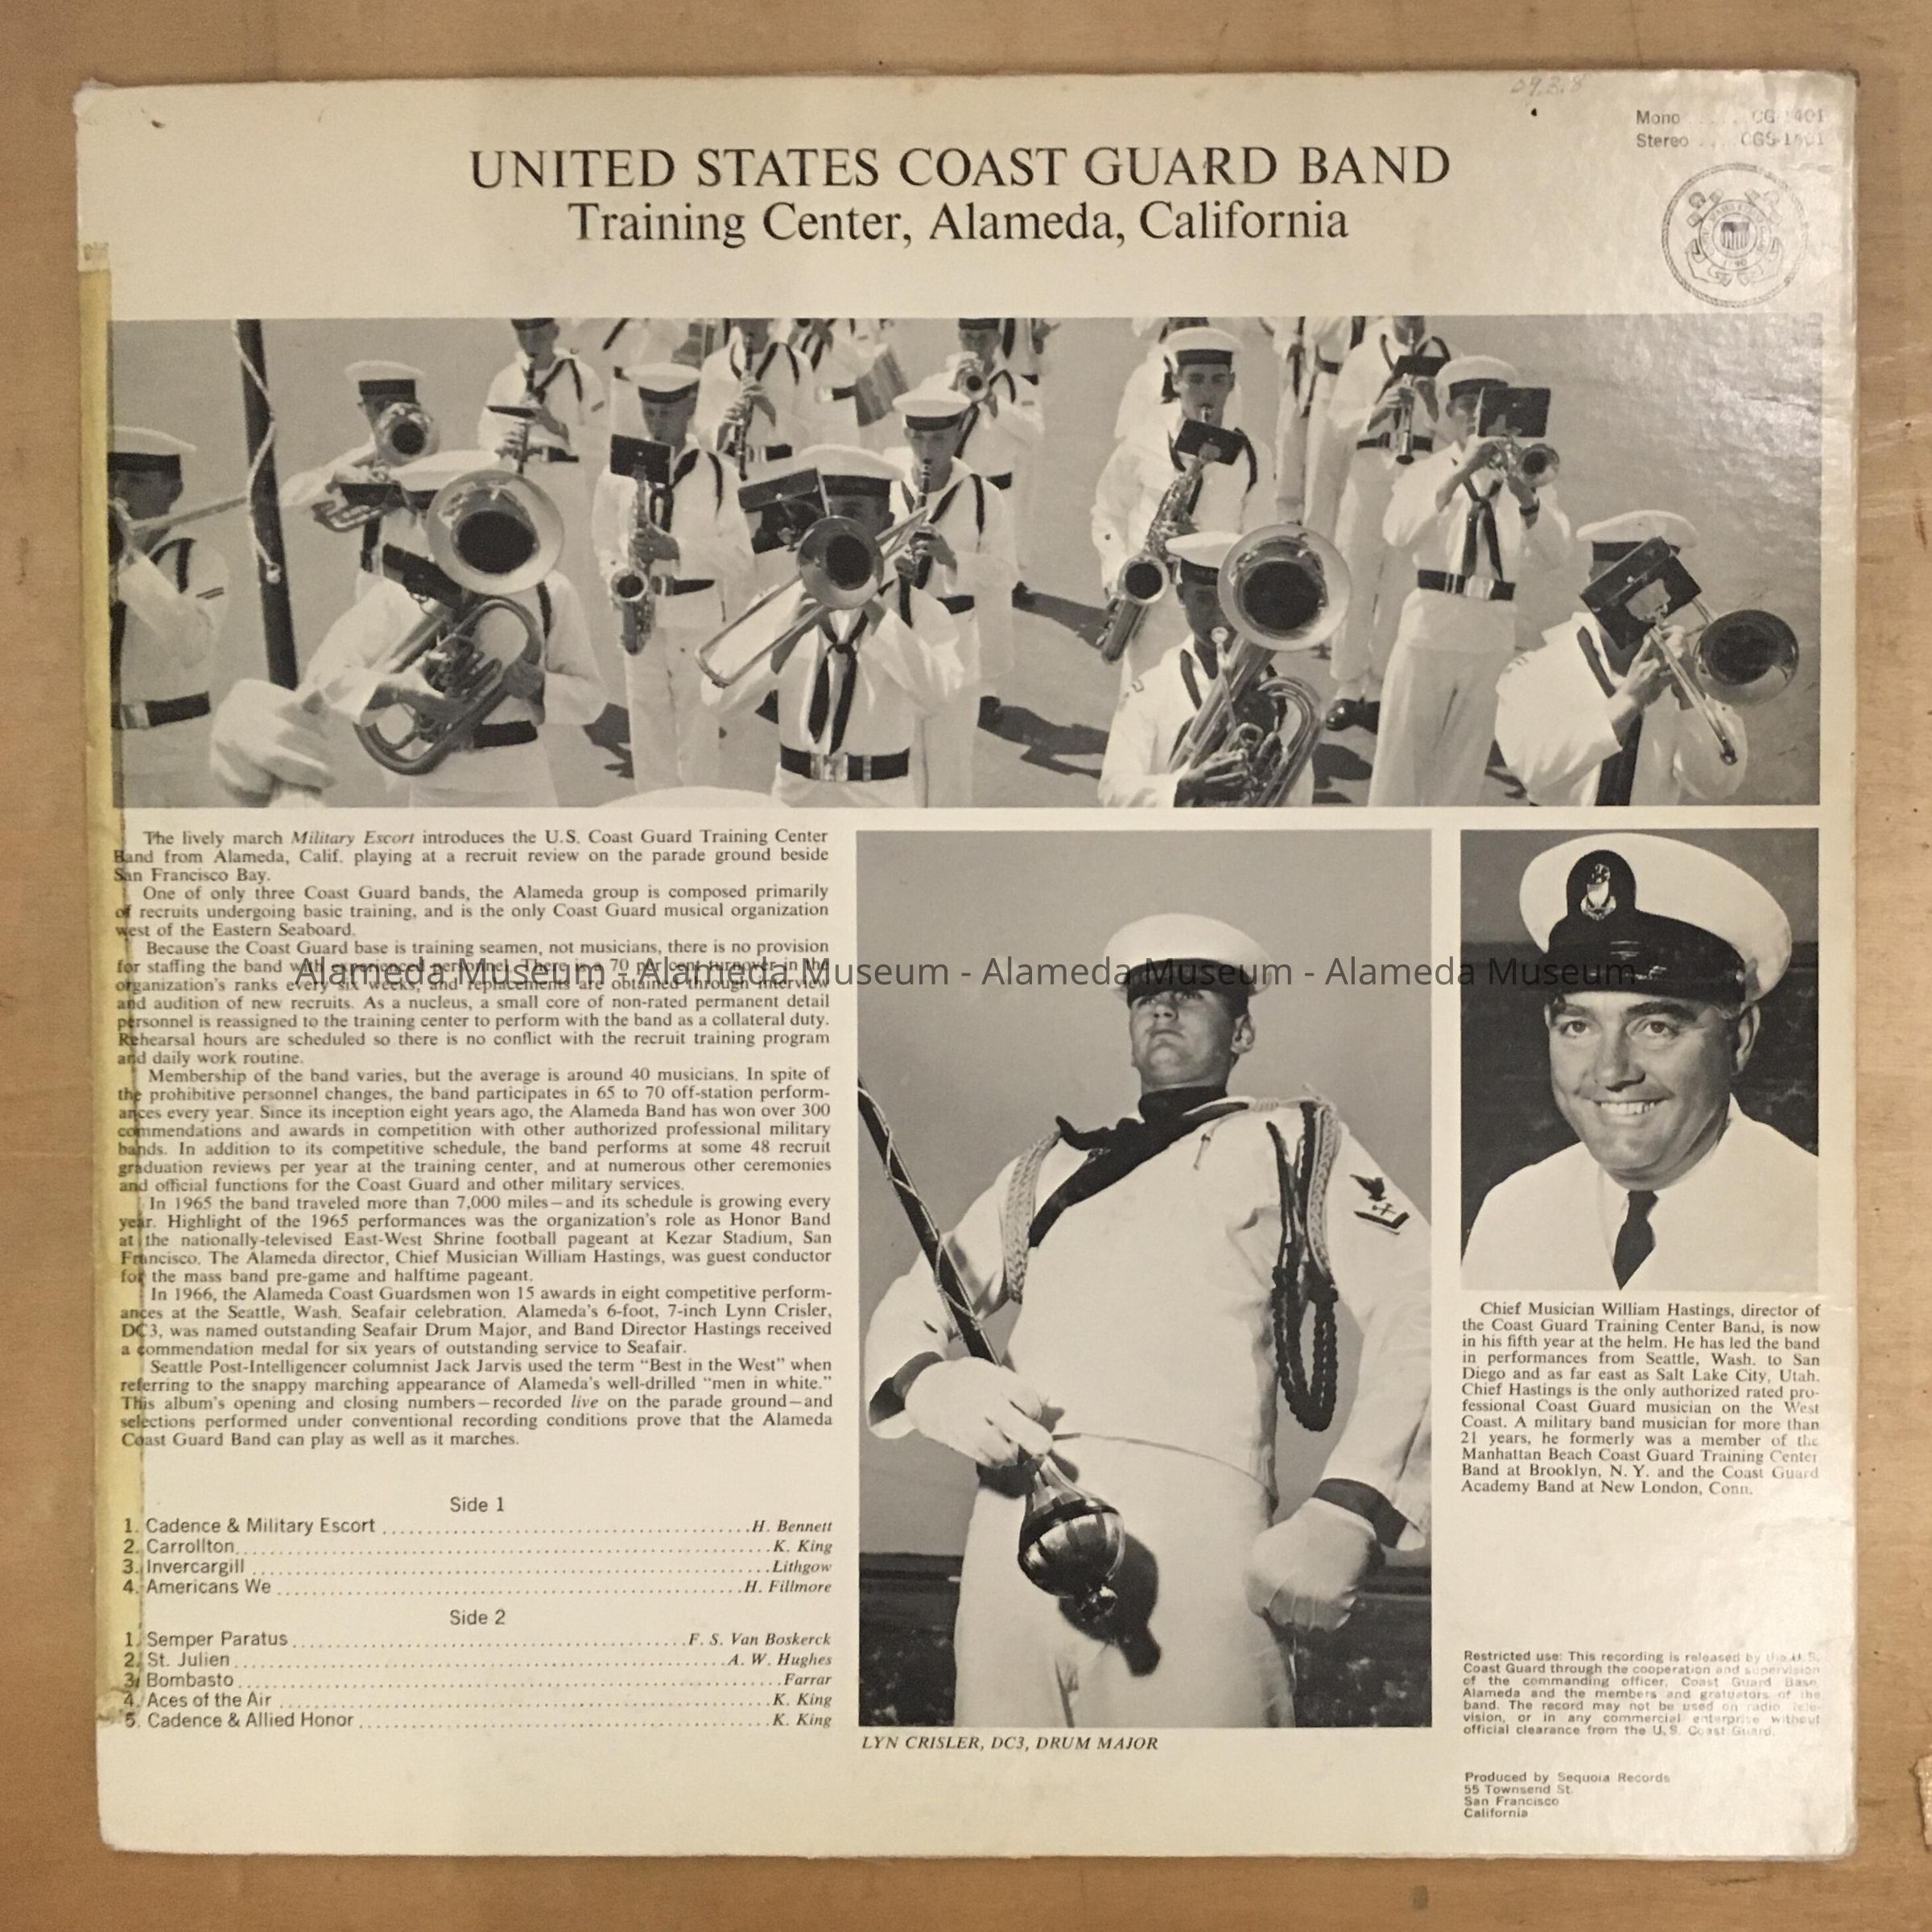 Mono
Stereo
UNITED STATES COAST GUARD BAND
Training Center, Alameda, California
The lively march Military Escort introduces the U.S. Coast Guard Training Center
Band from Alameda, Calif. playing at a recruit review on the parade ground beside
San Francisco Bay.
One of only three Coast Guard bands, the Alameda group is composed primarily
of recruits undergoing basic training, and is the only Coast Guard musical organization
west of the Eastern Seaboard.
Because the Coast Guard base is training seamen, not musicians, there is no provision
for staffing the band with experienced personnel. There is a 70 per cent turnover in the
organization's ranks every six weeks, and replacements are obtained through interview
and audition of new recruits. As a nucleus, a small core of non-rated permanent detail
personnel is reassigned to the training center to perform with the band as a collateral duty.
Rehearsal hours are scheduled so there is no conflict with the recruit training program
and daily work routine.
Membership of the band varies, but the average is around 40 musicians. In spite of
the prohibitive personnel changes, the band participates in 65 to 70 off-station perform-
ances every year. Since its inception eight years ago, the Alameda Band has won over 300
commendations and awards in competition with other authorized professional military
bands. In addition to its competitive schedule, the band performs at some 48 recruit
graduation reviews per year at the training center, and at numerous other ceremonies
and official functions for the Coast Guard and other military services.
In 1965 the band traveled more than 7,000 miles—and its schedule is growing every
year. Highlight of the 1965 performances was the organization's role as Honor Band
at the nationally-televised East-West Shrine football pageant at Kezar Stadium, San
Francisco. The Alameda director, Chief Musician William Hastings, was guest conductor
for the mass band pre-game and halftime pageant.
In 1966, the Alameda Coast Guardsmen won 15 awards in eight competitive perform-
ances at the Seattle, Wash. Seafair celebration. Alameda's 6-foot, 7-inch Lynn Crisler,
DC3, was named outstanding Seafair Drum Major, and Band Director Hastings received
a commendation medal for six years of outstanding service to Seafair.
Seattle Post-Intelligencer columnist Jack Jarvis used the term “Best in the West” when
referring to the snappy marching appearance of Alameda's well-drilled “men in white.”
This album's opening and closing numbers—recorded live on the parade ground—and
selections performed under conventional recording conditions prove that the Alameda
Coast Guard Band can play as well as it marches.
Side 1
1. Cadence & Military Escort H. Bennett
2. Carrollton K. King
3. Invercargill Lithgow
4. Americans We H. Fillmore
Side 2
1. Semper Paratus F. S. Van Boskerck
2. St. Julien A. W. Hughes
3. Bombasto Farrar
4. Aces of the Air K. King
5. Cadence & Allied Honor K. King
LYN CRISLER, DC3, DRUM MAJOR
Chief Musician William Hastings, director of
the Coast Guard Training Center Band, is now
in his fifth year at the helm. He has led the band
in performances from Seattle, Wash. to San
Diego and as far east as Salt Lake City, Utah.
Chief Hastings is the only authorized rated pro-
fessional Coast Guard musician on the West
Coast. A military band musician for more than
21 years, he formerly was a member of the
Manhattan Beach Coast Guard Training Center
Band at Brooklyn, N. Y. and the Coast Guard
Academy Band at New London, Conn.
Restricted use: This recording is released by the U.S.
Coast Guard through the cooperation and supervision
of the commanding officer, Coast Guard Base,
Alameda and the members and graduates of the
band. The record may not be used on radio, tele-
vision, or in any commercial enterprise without
official clearance from the U.S. Coast Guard.
Produced by Sequoia Records
55 Townsend St.
San Francisco
California
Alameda Museum - Alameda Museum - Alameda Museum - Alameda Museum